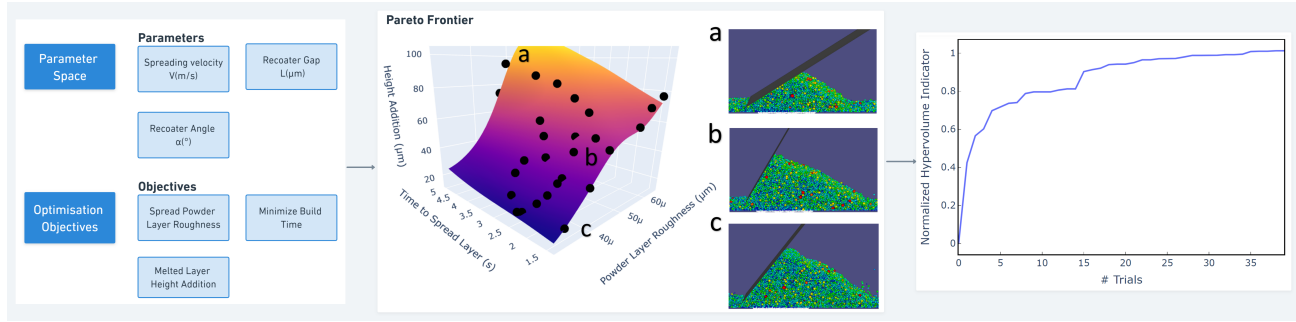 Parameter
Space
Parameters
Spreading velocity
V(m/s)
Recoater Gap
L(μm)
Recoater Angle
α(°)
Optimisation
Objectives
Objectives
Spread Powder
Layer Roughness
Minimize Build
Time
Melted Layer
Height Addition
Pareto Frontier
100
80
60
40
20
Height Addition (μm)
5
4.5
4
3.5
3
2.5
2
1.5
Time to Spread Layer (s)
40μ
50μ
60μ
Powder Layer Roughness (μm)
a
b
c
a
b
c
Normalized Hypervolume Indicator
1
0.8
0.6
0.4
0.2
0
0
5
10
15
20
25
30
35
# Trials